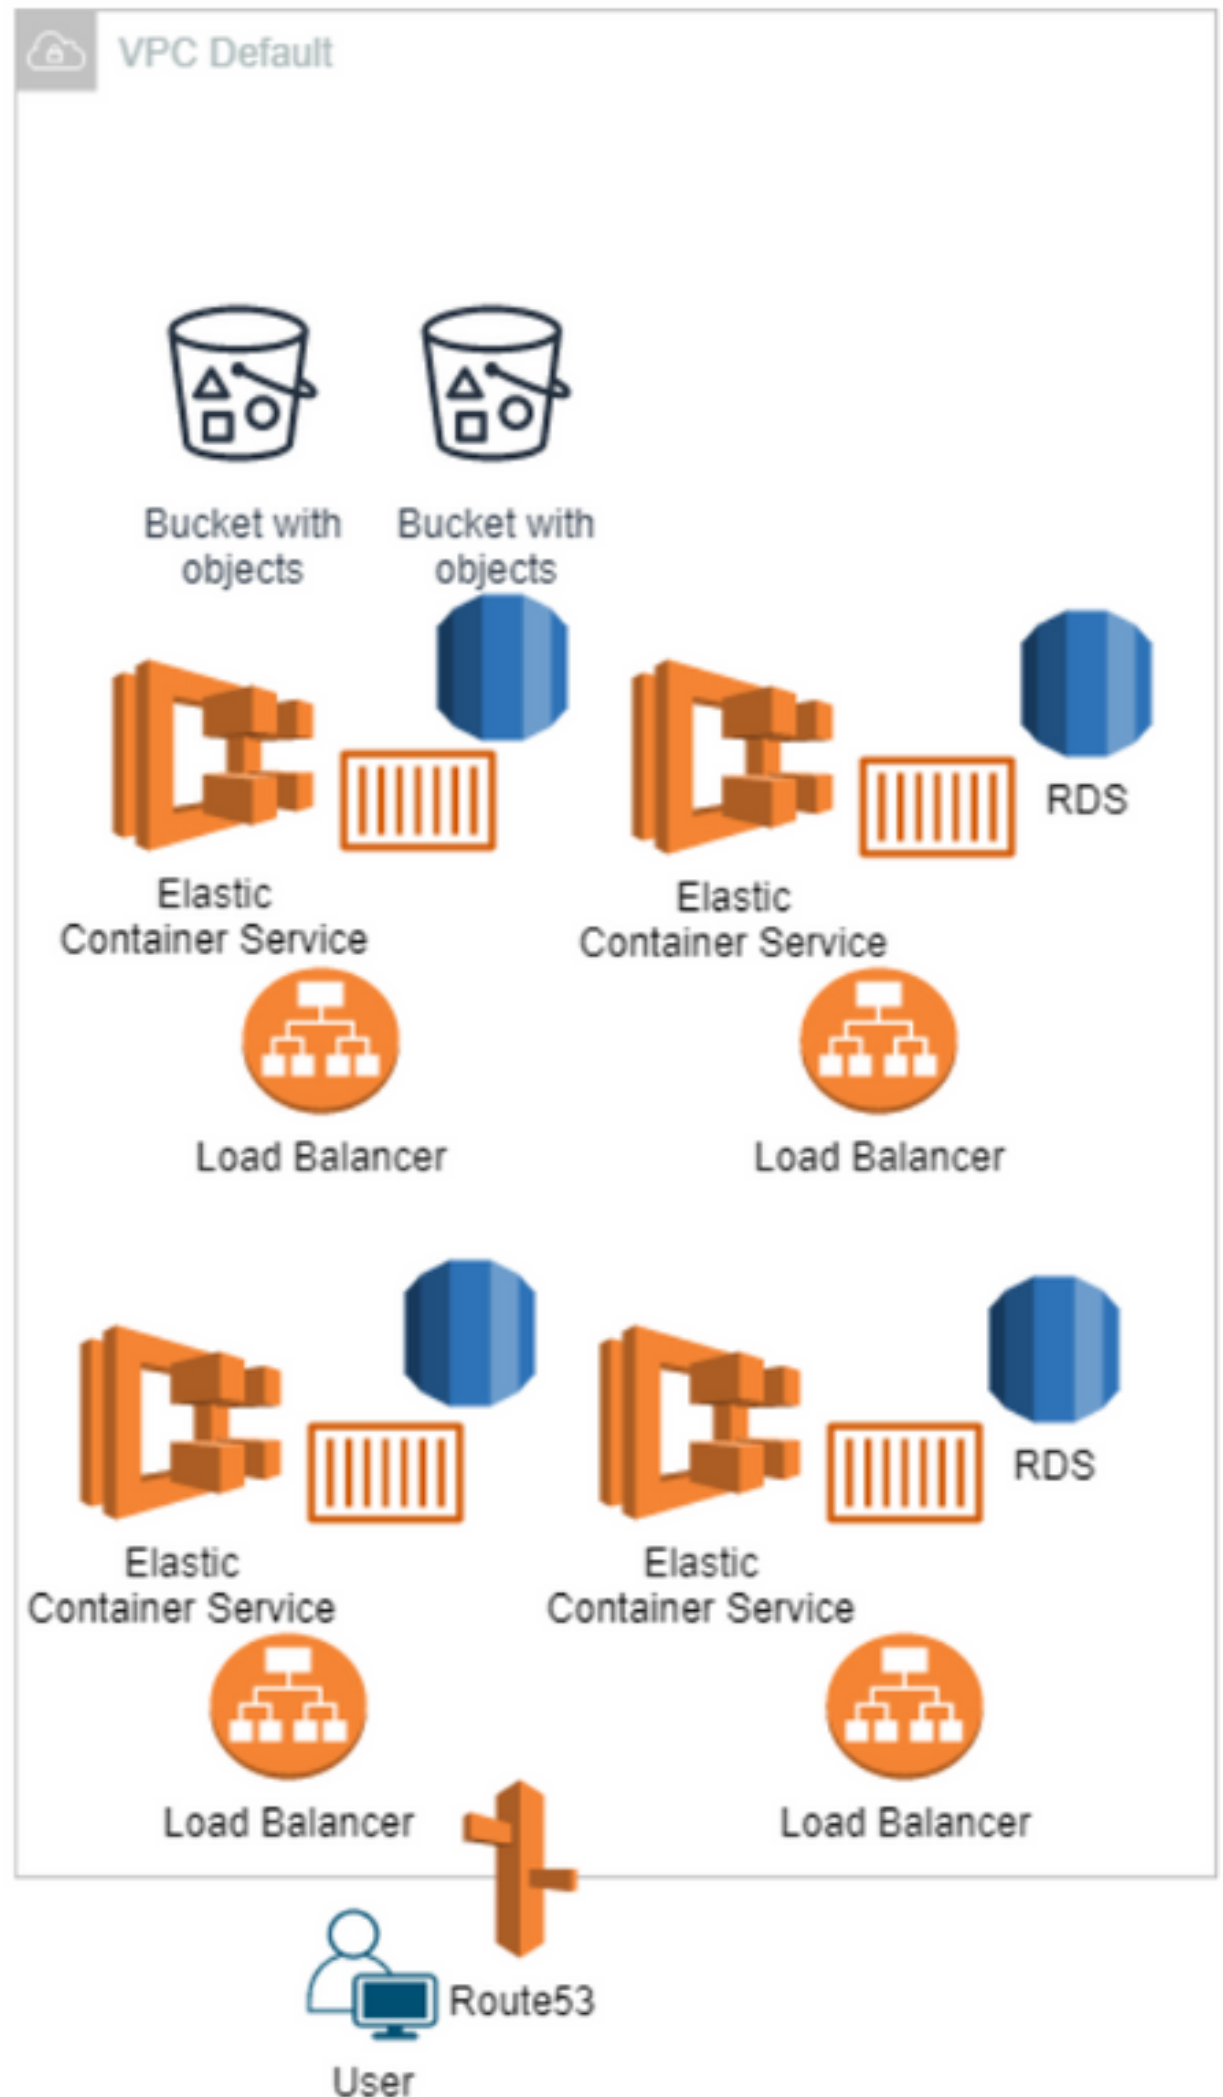 VPC Default
Bucket with
objects
Bucket with
objects
RDS
Elastic
Container Service
Elastic
Container Service
Load Balancer
Load Balancer
RDS
Elastic
Container Service
Elastic
Container Service
Load Balancer
Load Balancer
Route53
User